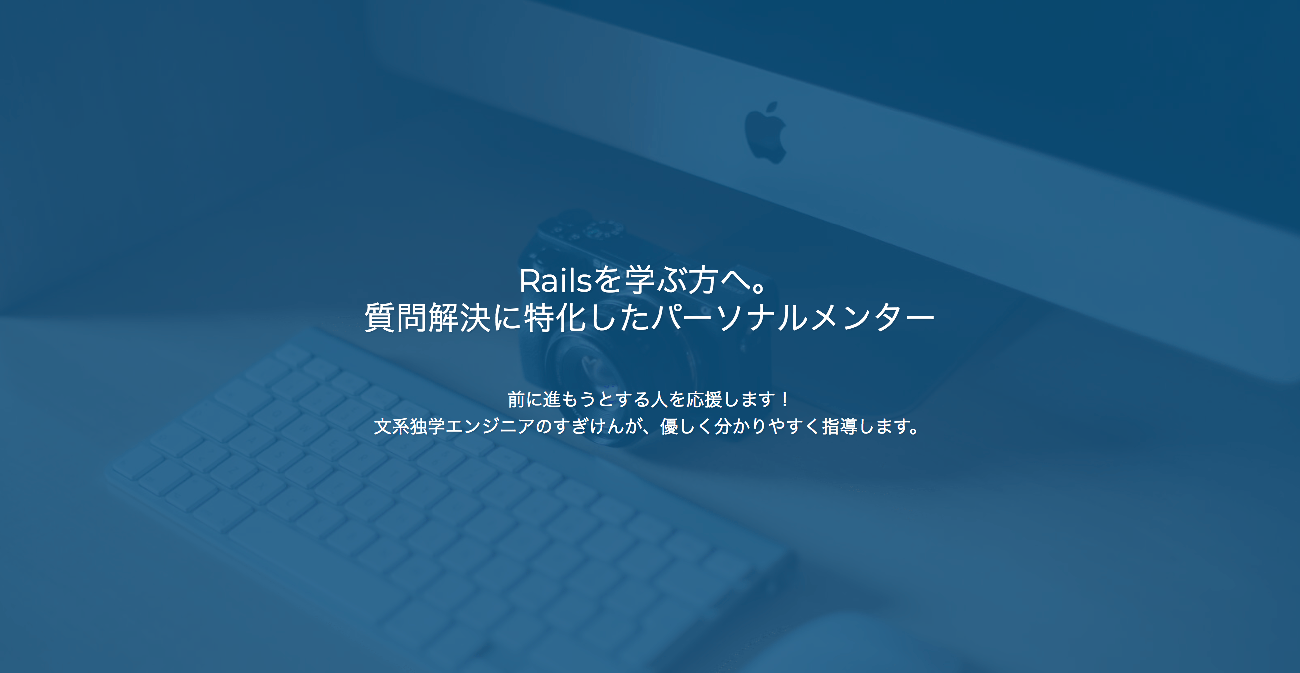 Railsを学ぶ方へ。
質問解決に特化したパーソナルメンター
前に進もうとする人を応援します！
文系独学エンジニアのすぎけんが、優しく分かりやすく指導します。